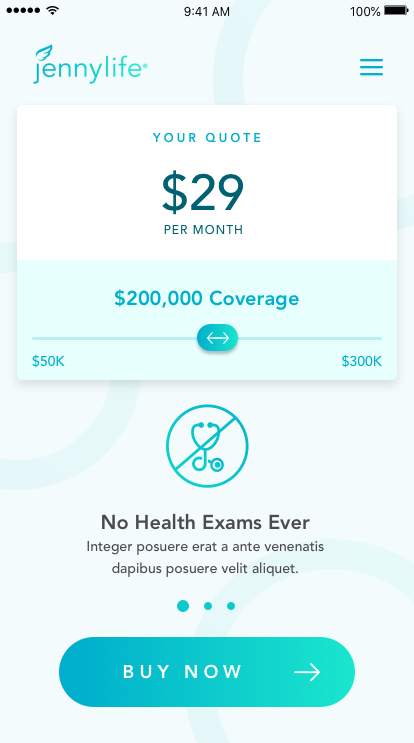 9:41 AM
100%
jennylife®
YOUR QUOTE
$29
PER MONTH
$200,000 Coverage
$50K
$300K
No Health Exams Ever
Integer posuere erat a ante venenatis
dapibus posuere velit aliquet.
BUY NOW